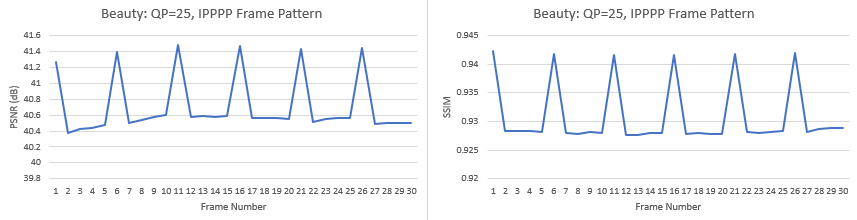 Beauty: QP=25, IPPPP Frame Pattern
PSNR (dB)
41.6
41.4
41.2
41
40.8
40.6
40.4
40.2
40
39.8
1 2 3 4 5 6 7 8 9 10 11 12 13 14 15 16 17 18 19 20 21 22 23 24 25 26 27 28 29 30
Frame Number
Beauty: QP=25, IPPPP Frame Pattern
SSIM
0.945
0.94
0.935
0.93
0.925
0.92
1 2 3 4 5 6 7 8 9 10 11 12 13 14 15 16 17 18 19 20 21 22 23 24 25 26 27 28 29 30
Frame Number